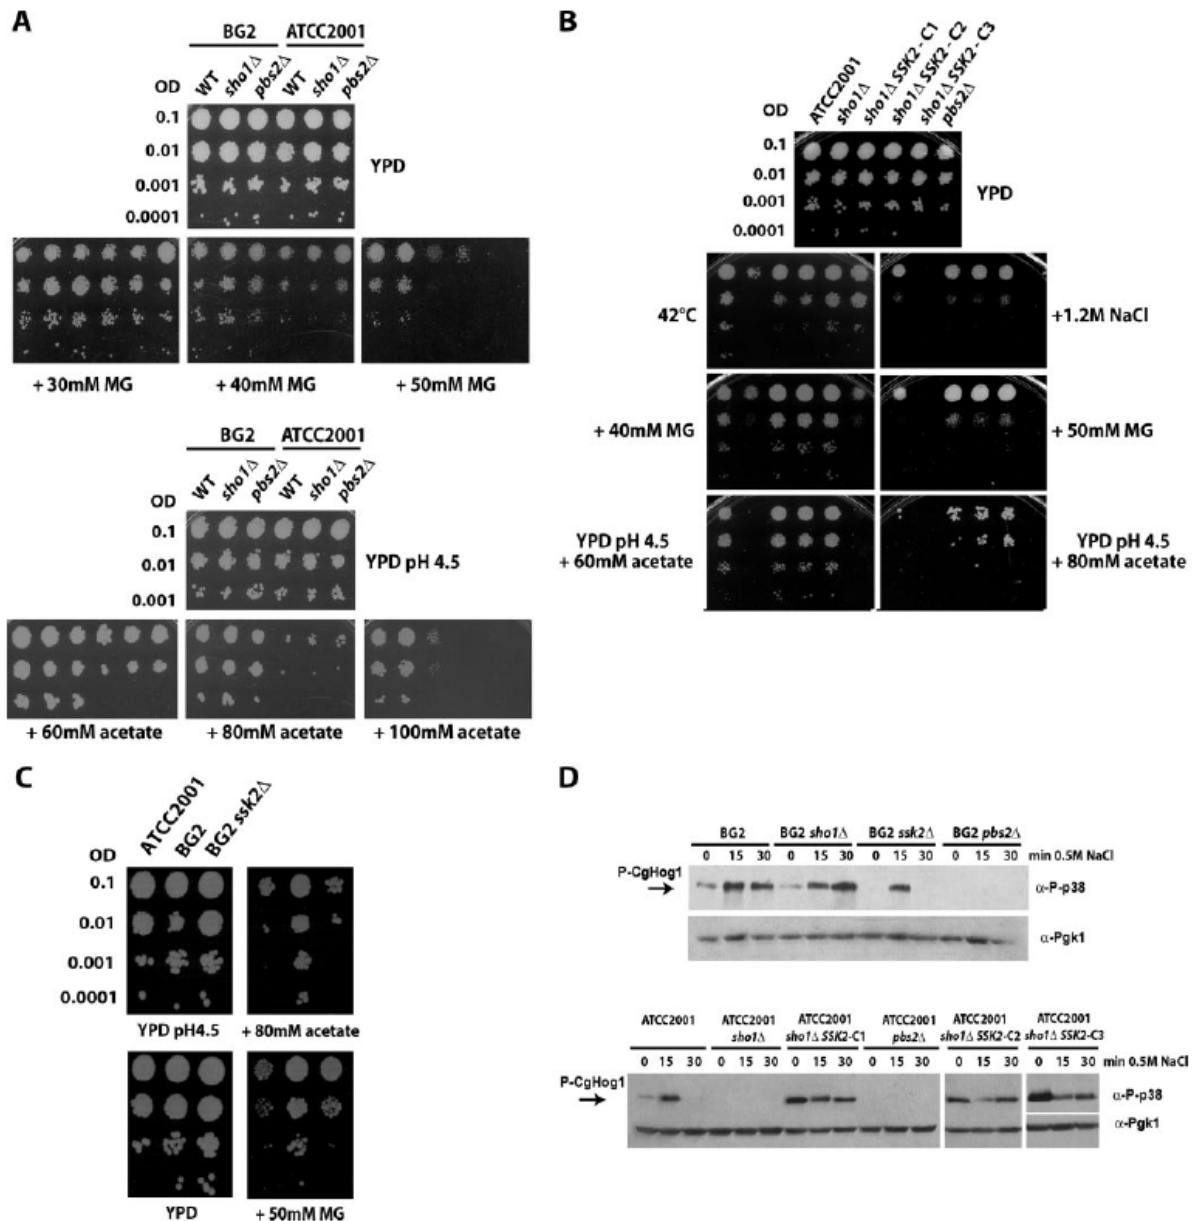 A
BG2 ATCC2001
OD WT sho1Δ pbs2Δ WT sho1Δ pbs2Δ
0.1
0.01
0.001
0.0001
YPD
+ 30mM MG + 40mM MG + 50mM MG
BG2 ATCC2001
OD WT sho1Δ pbs2Δ WT sho1Δ pbs2Δ
0.1
0.01
0.001
YPD pH 4.5
+ 60mM acetate + 80mM acetate + 100mM acetate
B
OD ATCC2001 sho1Δ sho1Δ SSK2 - C1 sho1Δ SSK2 - C2 sho1Δ SSK2 - C3 pbs2Δ
0.1
0.01
0.001
0.0001
YPD
42°C +1.2M NaCl
+ 40mM MG + 50mM MG
YPD pH 4.5 YPD pH 4.5
+ 60mM acetate + 80mM acetate
C
OD ATCC2001 BG2 BG2 ssk2Δ
0.1
0.01
0.001
0.0001
YPD pH4.5 + 80mM acetate
YPD + 50mM MG
D
BG2 BG2 sho1Δ BG2 ssk2Δ BG2 pbs2Δ
0 15 30 0 15 30 0 15 30 0 15 30 min 0.5M NaCl
P-CgHog1 α-P-p38
α-Pgk1
ATCC2001 ATCC2001 ATCC2001 ATCC2001 ATCC2001 ATCC2001
sho1Δ sho1Δ SSK2-C1 pbs2Δ sho1Δ SSK2-C2 sho1Δ SSK2-C3
0 15 30 0 15 30 0 15 30 0 15 30 0 15 30 0 15 30 min 0.5M NaCl
P-CgHog1 α-P-p38
α-Pgk1